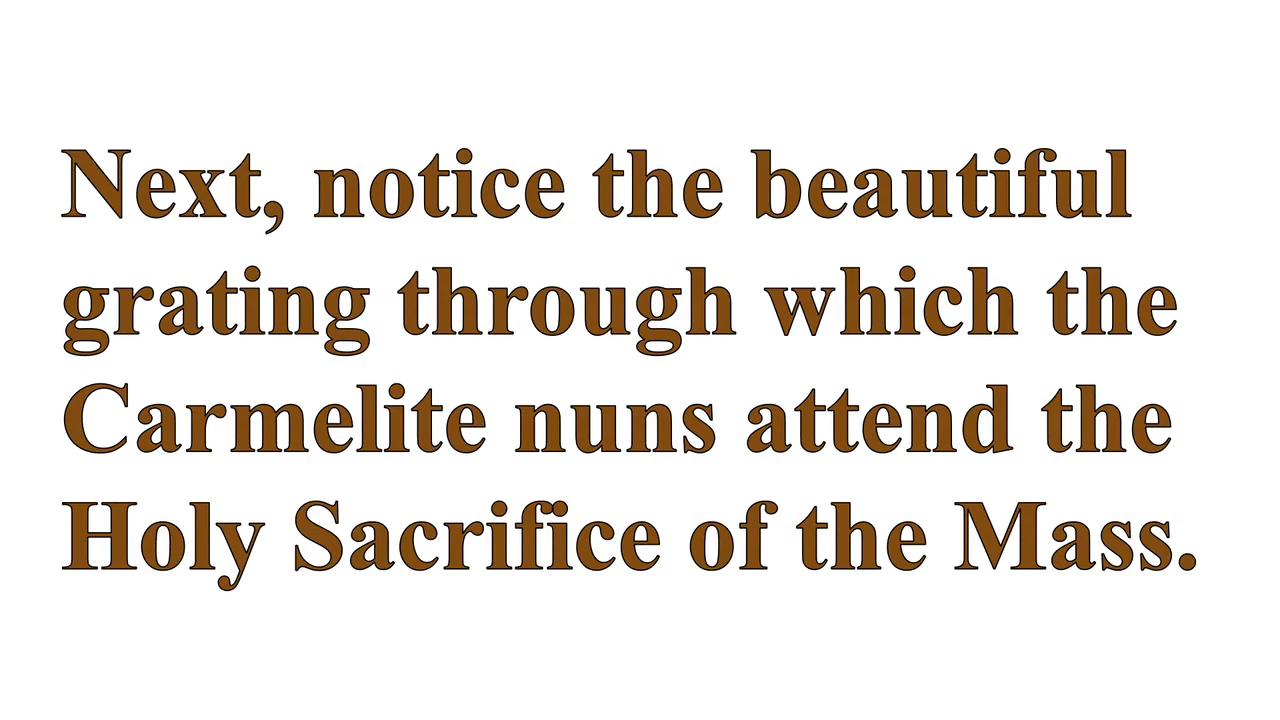 Next, notice the beautiful
grating through which the
Carmelite nuns attend the
Holy Sacrifice of the Mass.